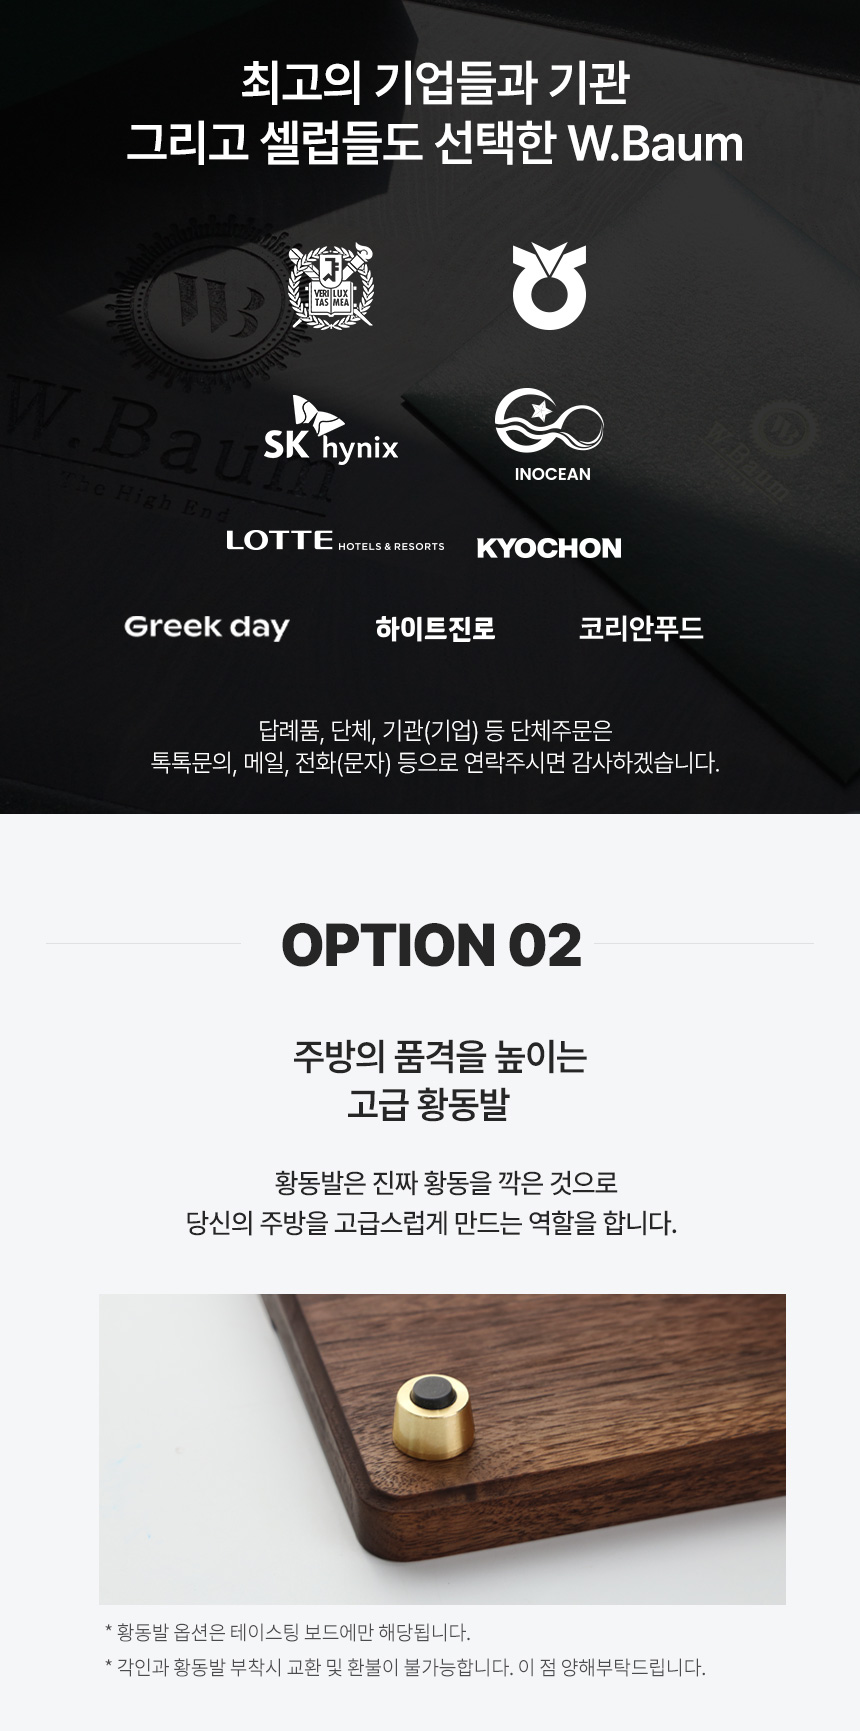 최고의 기업들과 기관
그리고 셀럽들도 선택한 W.Baum
WB
W.Baum
The High End
W.Baum
VERI LUX
TAS MEA
SK hynix
INOCEAN
LOTTE HOTELS & RESORTS
KYOCHON
Greek day
하이트진로
코리안푸드
답례품, 단체, 기관(기업) 등 단체주문은
톡톡문의, 메일, 전화(문자) 등으로 연락주시면 감사하겠습니다.
OPTION 02
주방의 품격을 높이는
고급 황동발
황동발은 진짜 황동을 깍은 것으로
당신의 주방을 고급스럽게 만드는 역할을 합니다.
* 황동발 옵션은 테이스팅 보드에만 해당됩니다.
* 각인과 황동발 부착시 교환 및 환불이 불가능합니다. 이 점 양해부탁드립니다.